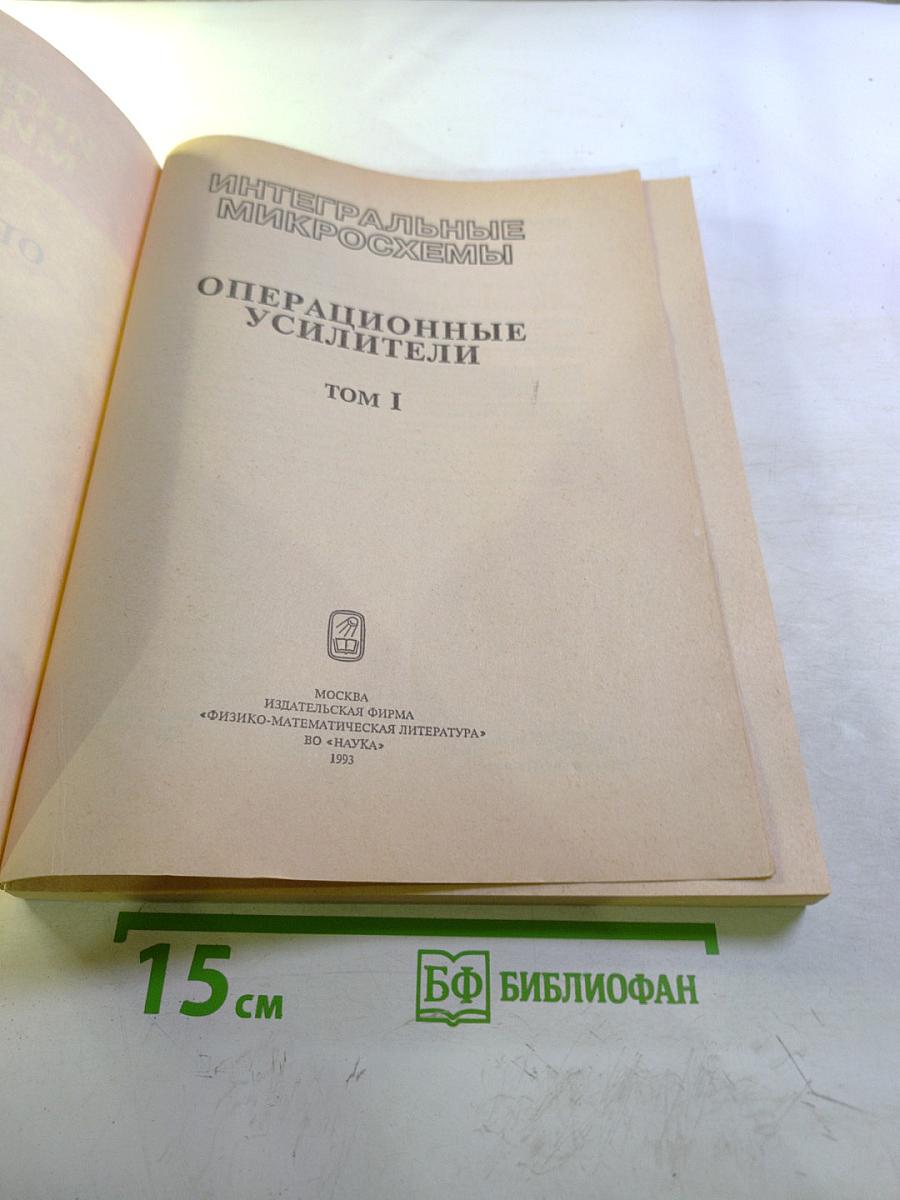 ИНТЕГРАЛЬНЫЕ
МИКРОСХЕМЫ
ОПЕРАЦИОННЫЕ
УСИЛИТЕЛИ
ТОМ I
МОСКВА
ИЗДАТЕЛЬСКАЯ ФИРМА
«ФИЗИКО-МАТЕМАТИЧЕСКАЯ ЛИТЕРАТУРА»
ВО «НАУКА»
1993
15 см
БФ БИБЛИОФАН